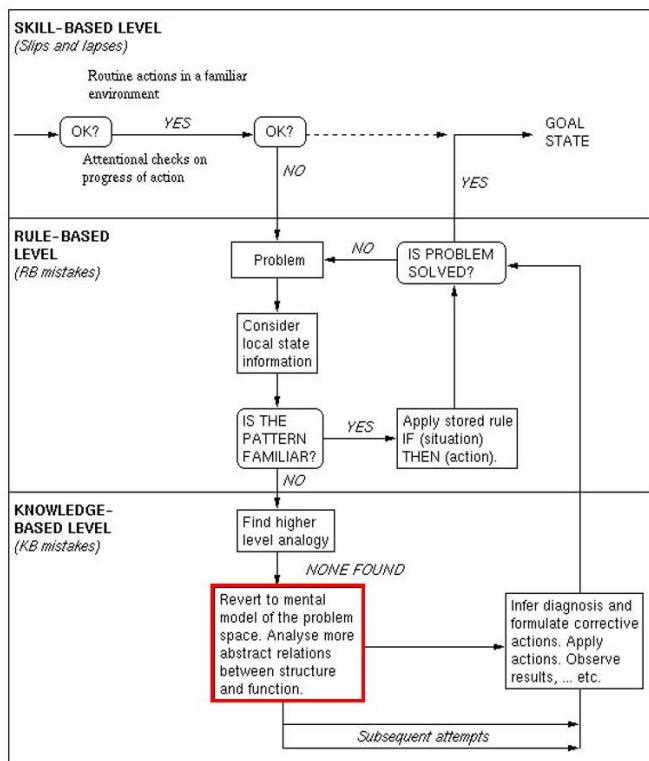 SKILL-BASED LEVEL
(Slips and lapses)
Routine actions in a familiar
environment
OK?
YES
OK?
GOAL
STATE
Attentional checks on
progress of action
NO
YES
RULE-BASED
LEVEL
(RB mistakes)
Problem
NO
IS PROBLEM
SOLVED?
Consider
local state
information
IS THE
PATTERN
FAMILIAR?
YES
Apply stored rule
IF (situation)
THEN (action).
NO
KNOWLEDGE-
BASED LEVEL
(KB mistakes)
Find higher
level analogy
NONE FOUND
Revert to mental
model of the problem
space. Analyse more
abstract relations
between structure
and function.
Infer diagnosis and
formulate corrective
actions. Apply
actions. Observe
results, ... etc.
Subsequent attempts